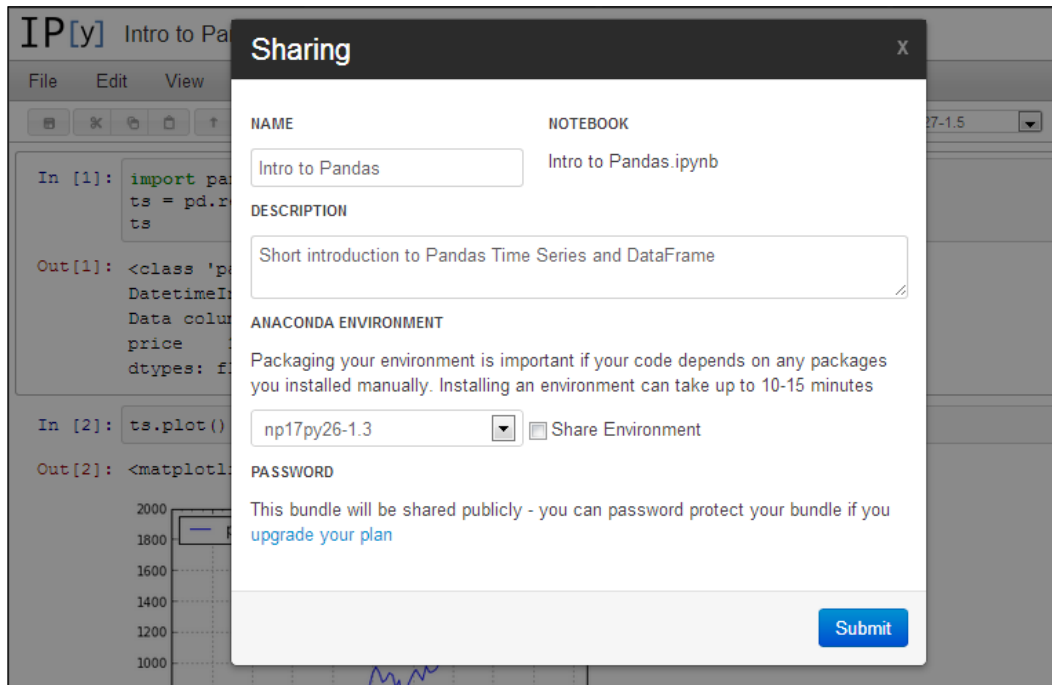 IP[y] Intro to Pa
File Edit View
27-1.5
In [1]: import pa
ts = pd.r
ts
Out[1]: <class 'p
DatetimeI
Data colu
price
dtypes: f
In [2]: ts.plot()
Out[2]: <matplotl
2000
1800
1600
1400
1200
1000
Sharing
X
NAME
Intro to Pandas
NOTEBOOK
Intro to Pandas.ipynb
DESCRIPTION
Short introduction to Pandas Time Series and DataFrame
ANACONDA ENVIRONMENT
Packaging your environment is important if your code depends on any packages
you installed manually. Installing an environment can take up to 10-15 minutes
np17py26-1.3
Share Environment
PASSWORD
This bundle will be shared publicly - you can password protect your bundle if you
upgrade your plan
Submit